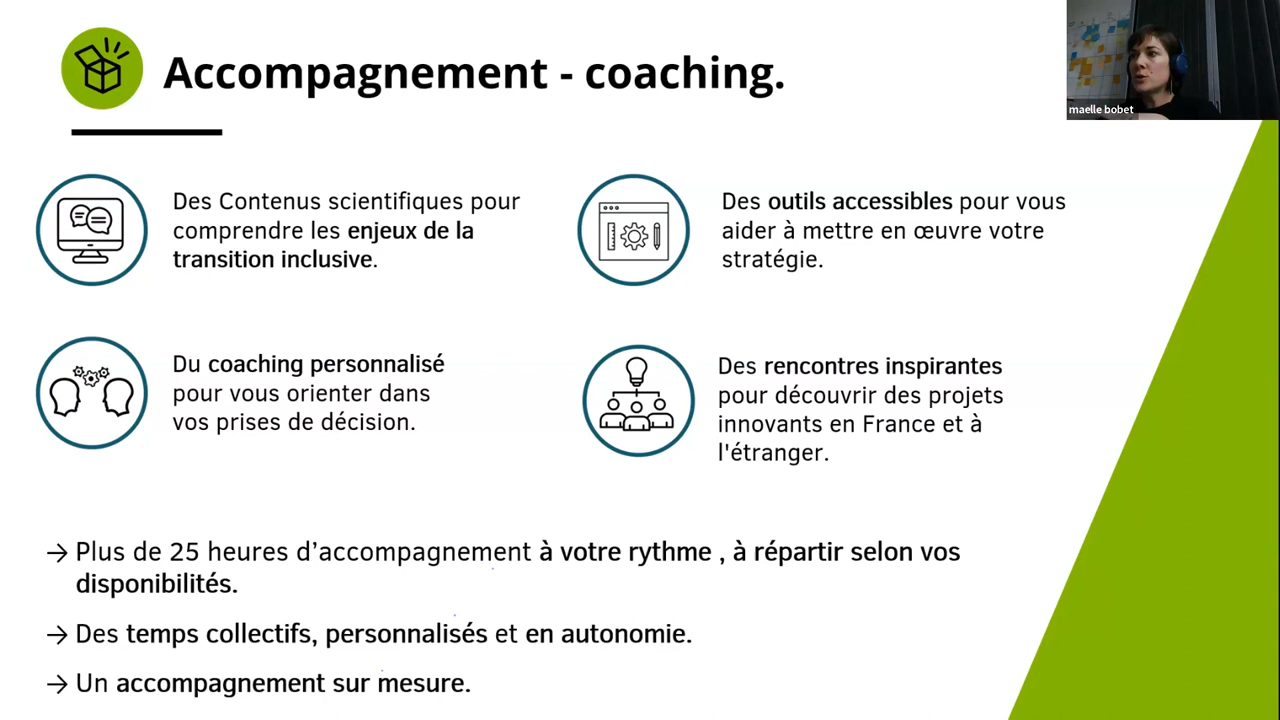 Accompagnement - coaching.
maelle bobet
Des Contenus scientifiques pour
comprendre les enjeux de la
transition inclusive.
Des outils accessibles pour vous
aider à mettre en œuvre votre
stratégie.
Du coaching personnalisé
pour vous orienter dans
vos prises de décision.
Des rencontres inspirantes
pour découvrir des projets
innovants en France et à
l'étranger.
→ Plus de 25 heures d’accompagnement à votre rythme , à répartir selon vos
disponibilités.
→ Des temps collectifs, personnalisés et en autonomie.
→ Un accompagnement sur mesure.